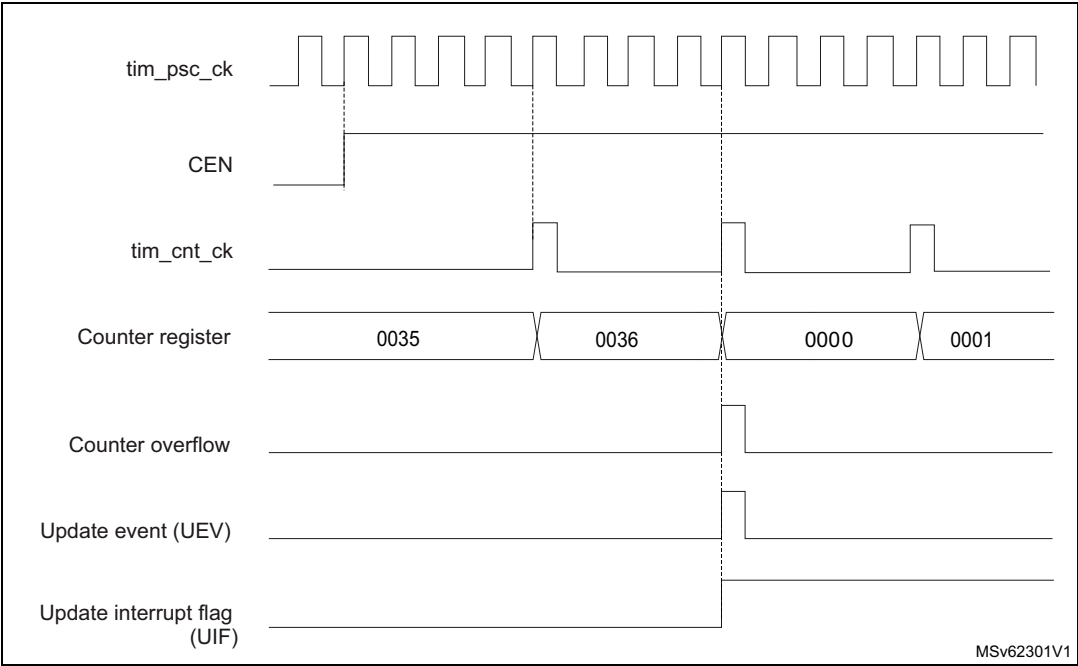 tim_psc_ck
CEN
tim_cnt_ck
Counter register 0035 0036 0000 0001
Counter overflow
Update event (UEV)
Update interrupt flag
(UIF)
MSv62301V1